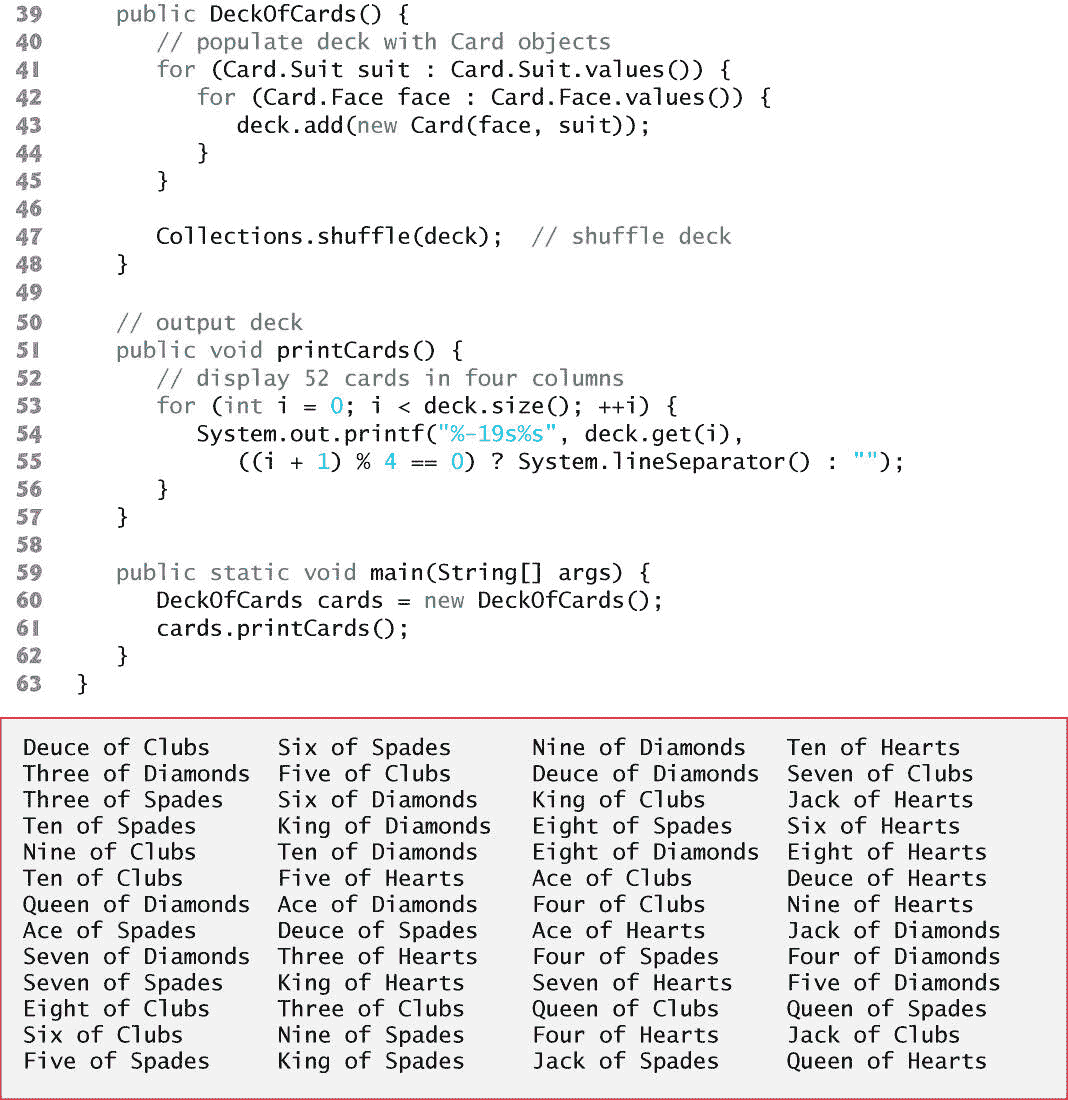 39     public DeckOfCards() {
40        // populate deck with Card objects
41        for (Card.Suit suit : Card.Suit.values()) {
42           for (Card.Face face : Card.Face.values()) {
43              deck.add(new Card(face, suit));
44           }
45        }
46
47        Collections.shuffle(deck);  // shuffle deck
48     }
49
50     // output deck
51     public void printCards() {
52        // display 52 cards in four columns
53        for (int i = 0; i < deck.size(); ++i) {
54           System.out.printf("%-19s%s", deck.get(i),
55              ((i + 1) % 4 == 0) ? System.lineSeparator() : "");
56        }
57     }
58
59     public static void main(String[] args) {
60        DeckOfCards cards = new DeckOfCards();
61        cards.printCards();
62     }
63  }
Deuce of Clubs     Six of Spades      Nine of Diamonds   Ten of Hearts
Three of Diamonds  Five of Clubs      Deuce of Diamonds  Seven of Clubs
Three of Spades    Six of Diamonds    King of Clubs      Jack of Hearts
Ten of Spades      King of Diamonds   Eight of Spades    Six of Hearts
Nine of Clubs      Ten of Diamonds    Eight of Diamonds  Eight of Hearts
Ten of Clubs       Five of Hearts     Ace of Clubs       Deuce of Hearts
Queen of Diamonds  Ace of Diamonds    Four of Clubs      Nine of Hearts
Ace of Spades      Deuce of Spades    Ace of Hearts      Jack of Diamonds
Seven of Diamonds  Three of Hearts    Four of Spades     Four of Diamonds
Seven of Spades    King of Hearts     Seven of Hearts    Five of Diamonds
Eight of Clubs     Three of Clubs     Queen of Clubs     Queen of Spades
Six of Clubs       Nine of Spades     Four of Hearts     Jack of Clubs
Five of Spades     King of Spades     Jack of Spades     Queen of Hearts